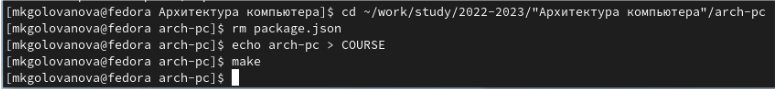 [mkgolovanova@fedora Архитектура компьютера]$ cd ~/work/study/2022-2023/"Архитектура компьютера"/arch-pc
[mkgolovanova@fedora arch-pc]$ rm package.json
[mkgolovanova@fedora arch-pc]$ echo arch-pc > COURSE
[mkgolovanova@fedora arch-pc]$ make
[mkgolovanova@fedora arch-pc]$